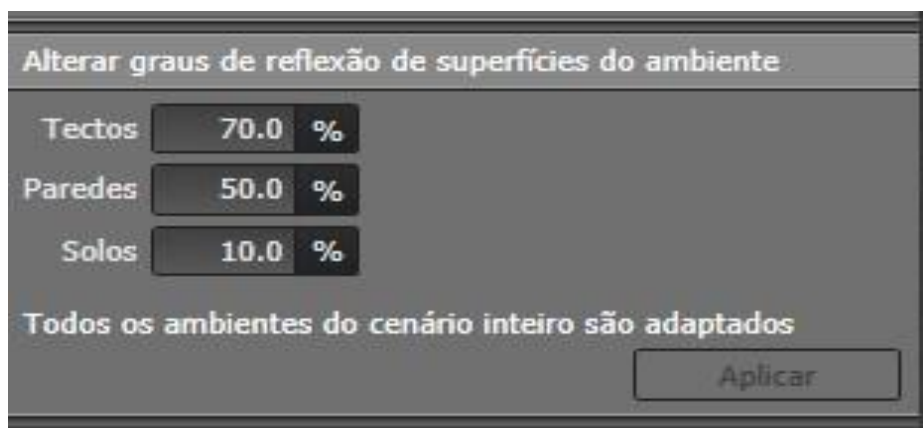 Alterar graus de reflexão de superfícies do ambiente
Tectos 70.0 %
Paredes 50.0 %
Solos 10.0 %
Todos os ambientes do cenário inteiro são adaptados
Aplicar